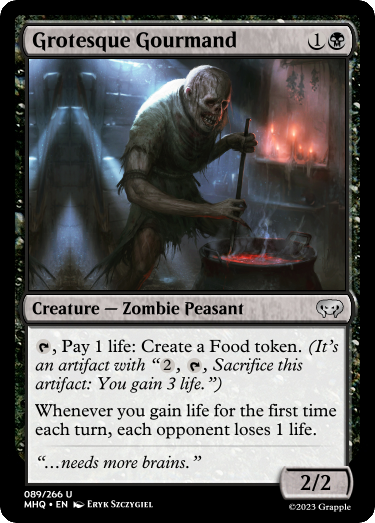 Grotesque Gourmand 1
, Pay 1 life: Create a Food token. (It's
an artifact with “2, , Sacrifice this
artifact: You gain 3 life.”)
Whenever you gain life for the first time
each turn, each opponent loses 1 life.
“...needs more brains.”
Creature — Zombie Peasant
2/2
089/266 U
MHQ • EN Eryk Szczygiel
©2023 Grapple